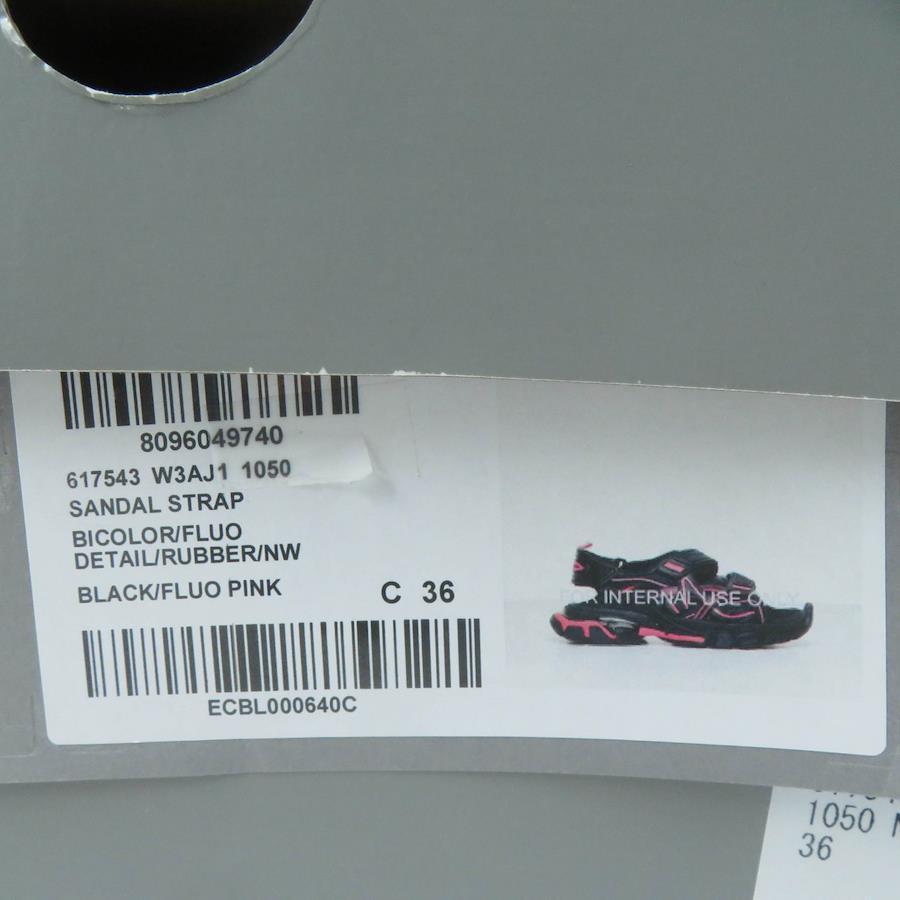 8096049740
617543 W3AJ1 1050
SANDAL STRAP
BICOLOR/FLUO
DETAIL/RUBBER/NW
BLACK/FLUO PINK C 36
ECBL000640C
FOR INTERNAL USE ONLY
1050
36